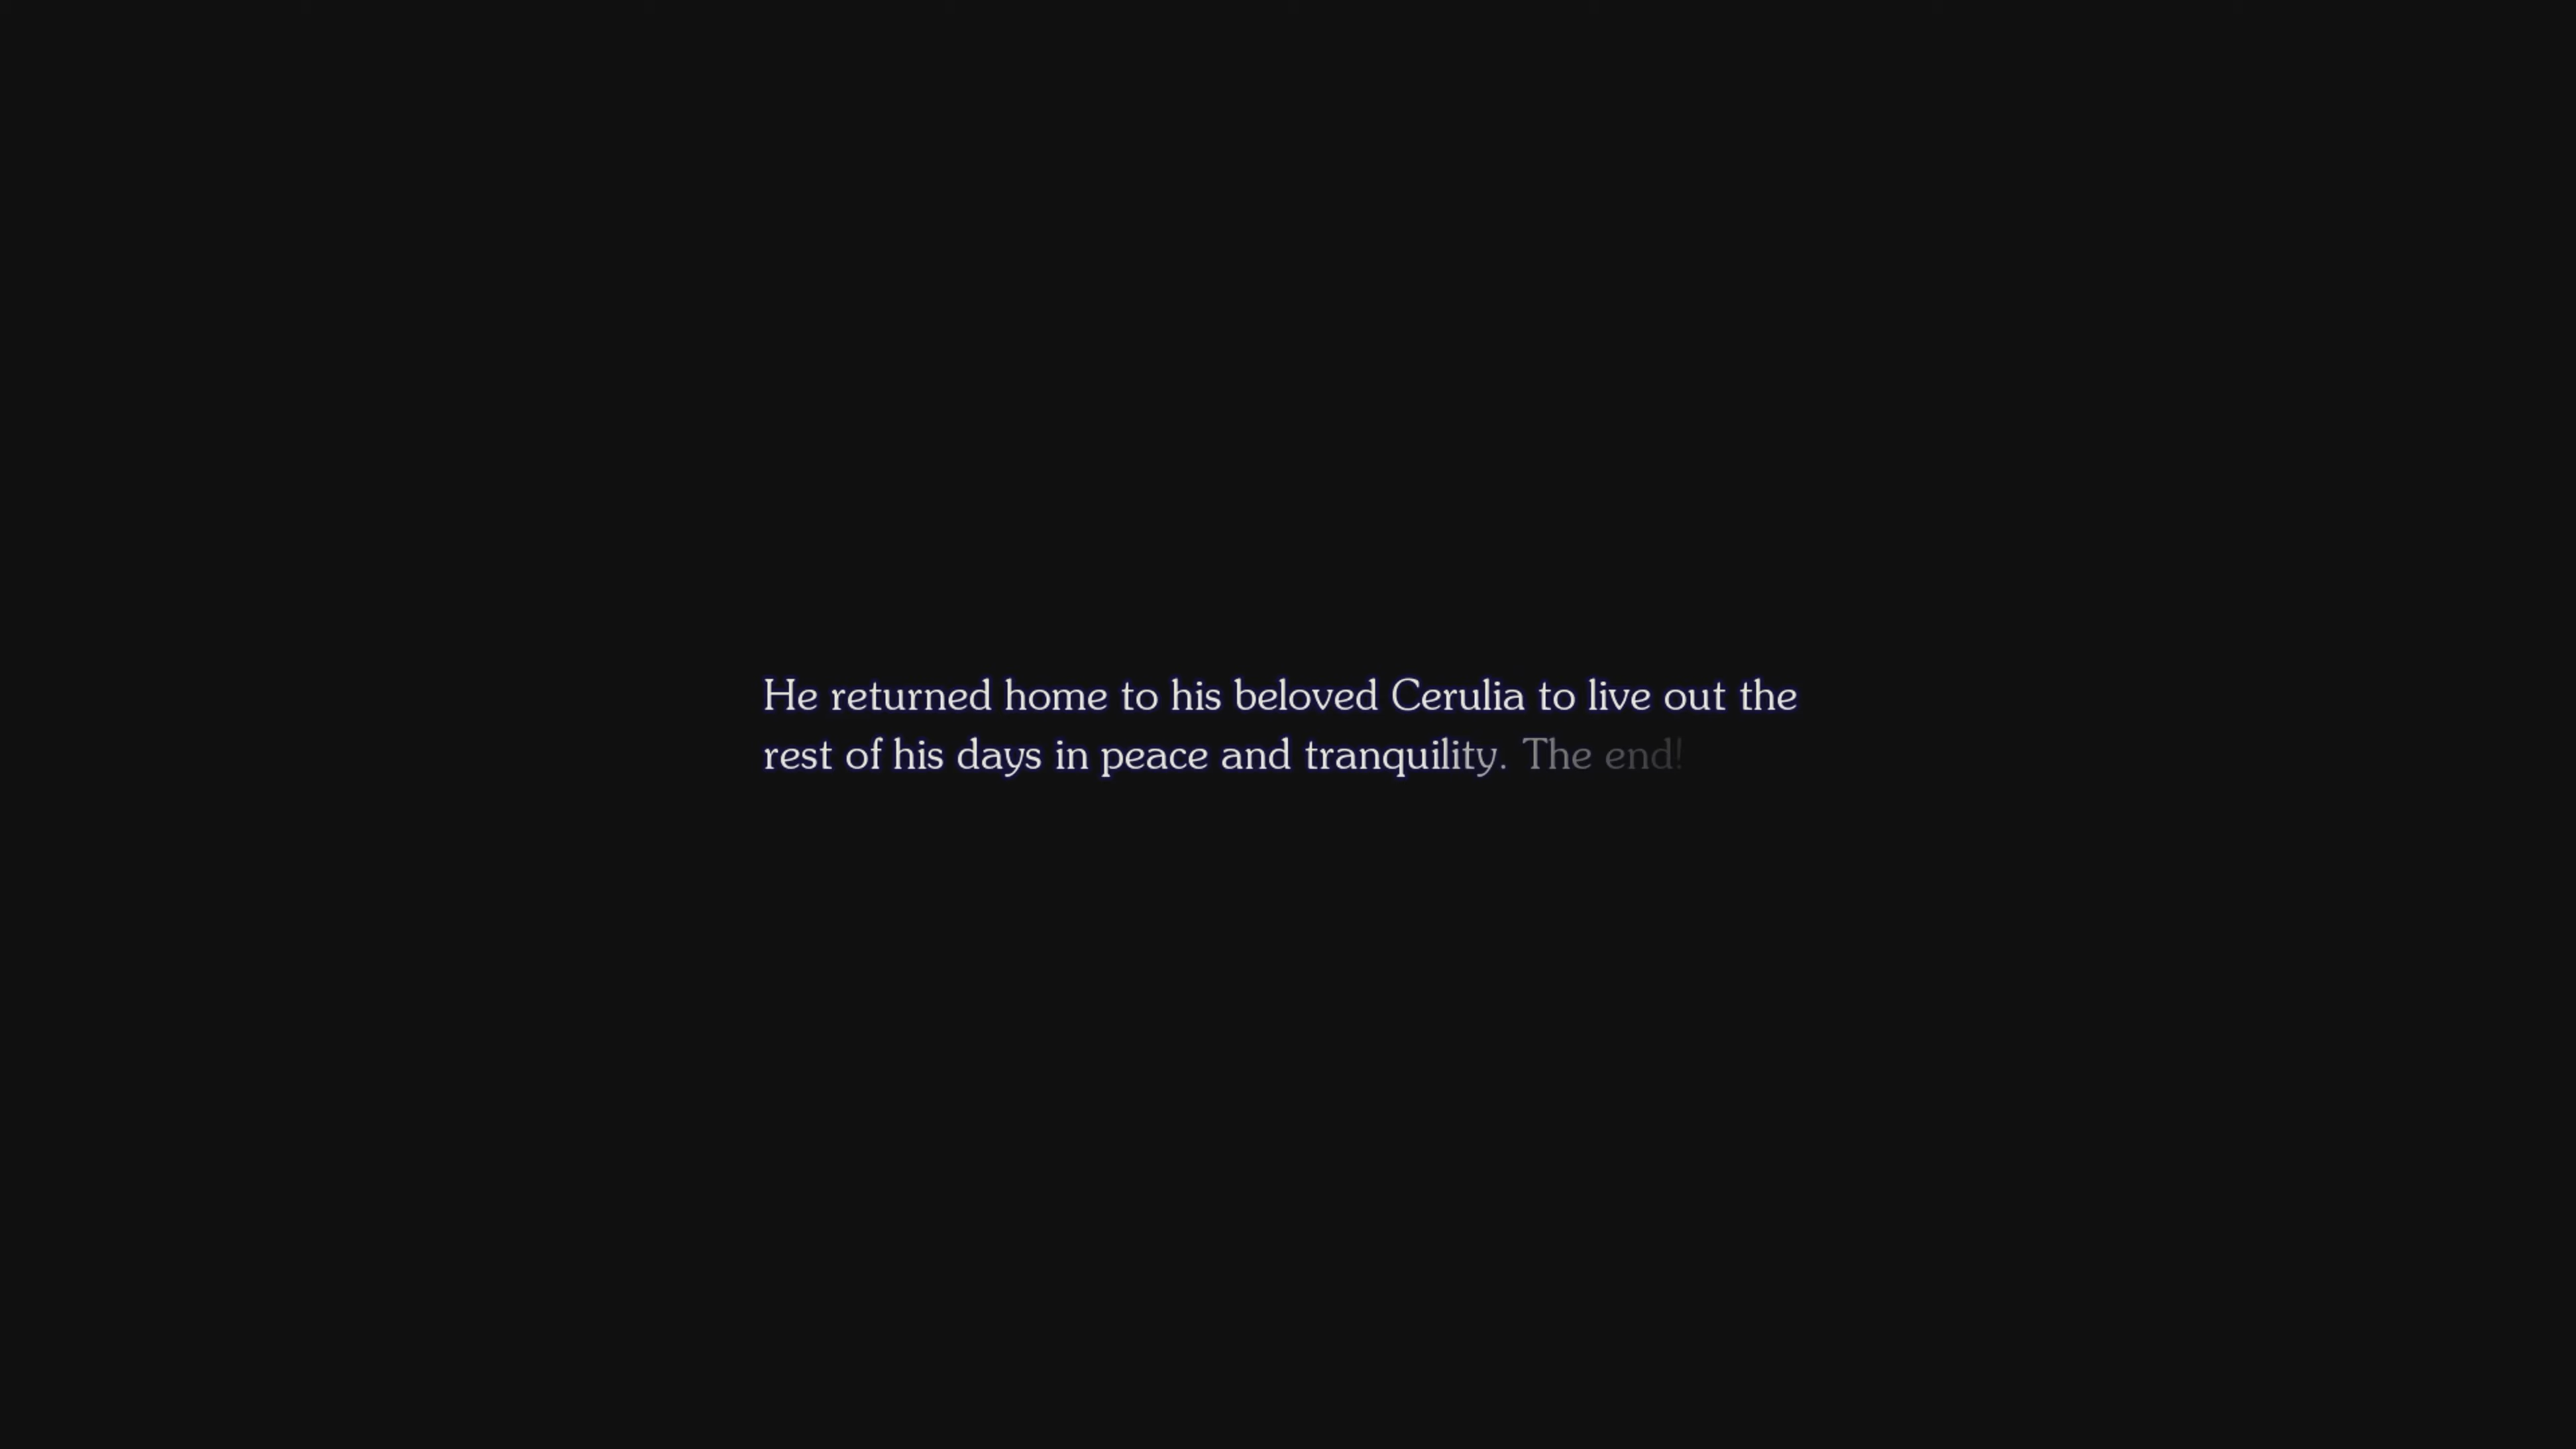 He returned home to his beloved Cerulia to live out the
rest of his days in peace and tranquility. The end!